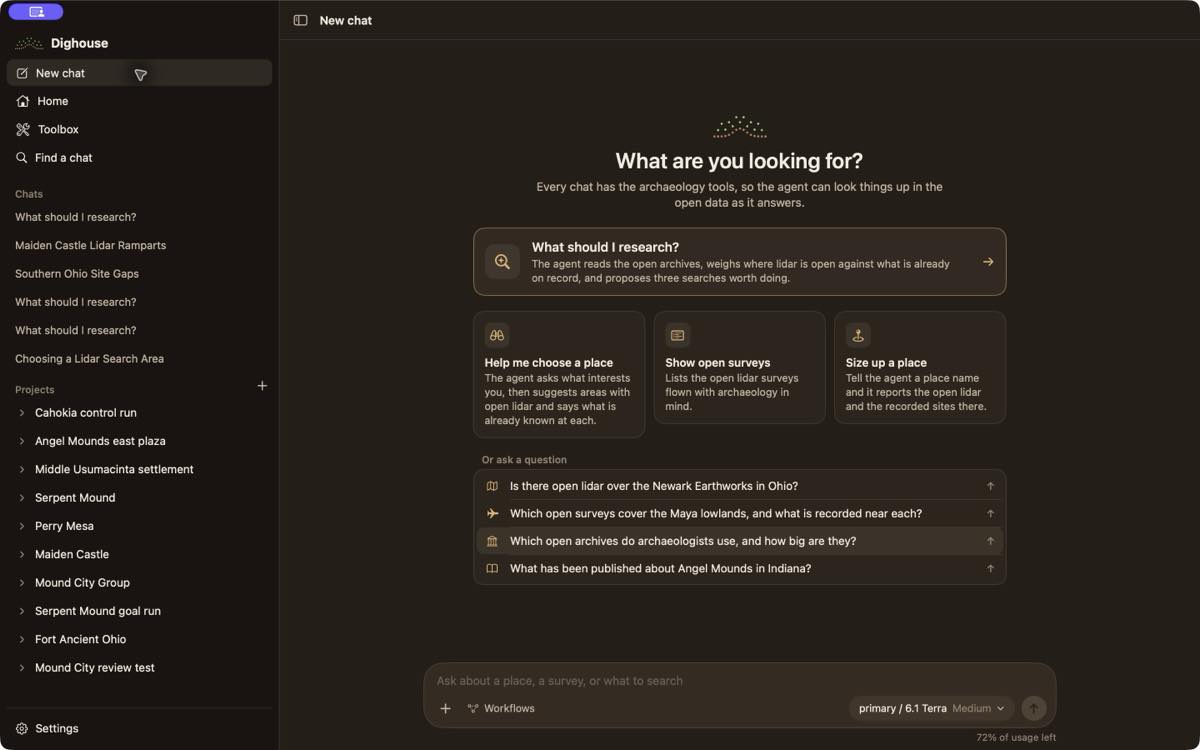 Dighouse
New chat
Home
Toolbox
Find a chat
Chats
What should I research?
Maiden Castle Lidar Ramparts
Southern Ohio Site Gaps
What should I research?
What should I research?
Choosing a Lidar Search Area
Projects
Cahokia control run
Angel Mounds east plaza
Middle Usumacinta settlement
Serpent Mound
Perry Mesa
Maiden Castle
Mound City Group
Serpent Mound goal run
Fort Ancient Ohio
Mound City review test
Settings
New chat
What are you looking for?
Every chat has the archaeology tools, so the agent can look things up in the
open data as it answers.
What should I research?
The agent reads the open archives, weighs where lidar is open against what is already
on record, and proposes three searches worth doing.
Help me choose a place
The agent asks what interests
you, then suggests areas with
open lidar and says what is
already known at each.
Show open surveys
Lists the open lidar surveys
flown with archaeology in
mind.
Size up a place
Tell the agent a place name
and it reports the open lidar
and the recorded sites there.
Or ask a question
Is there open lidar over the Newark Earthworks in Ohio?
Which open surveys cover the Maya lowlands, and what is recorded near each?
Which open archives do archaeologists use, and how big are they?
What has been published about Angel Mounds in Indiana?
Ask about a place, a survey, or what to search
Workflows
primary / 6.1 Terra Medium
72% of usage left